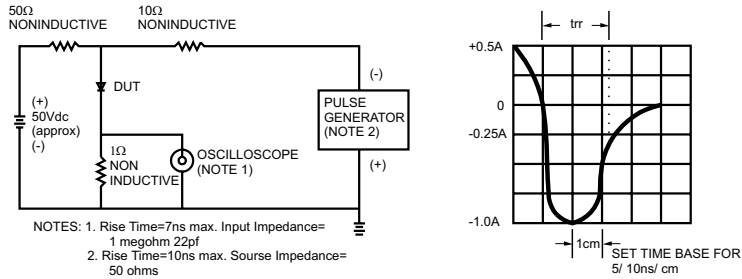 50Ω
NONINDUCTIVE
10Ω
NONINDUCTIVE
DUT
(+)
50Vdc
(approx)
(-)
1Ω
NON
INDUCTIVE
OSCILLOSCOPE
(NOTE 1)
(-)
PULSE
GENERATOR
(NOTE 2)
(+)
NOTES: 1. Rise Time=7ns max. Input Impedance=
1 megohm 22pf
2. Rise Time=10ns max. Sourse Impedance=
50 ohms
trr
+0.5A
0
-0.25A
-1.0A
1cm
SET TIME BASE FOR
5/ 10ns/ cm